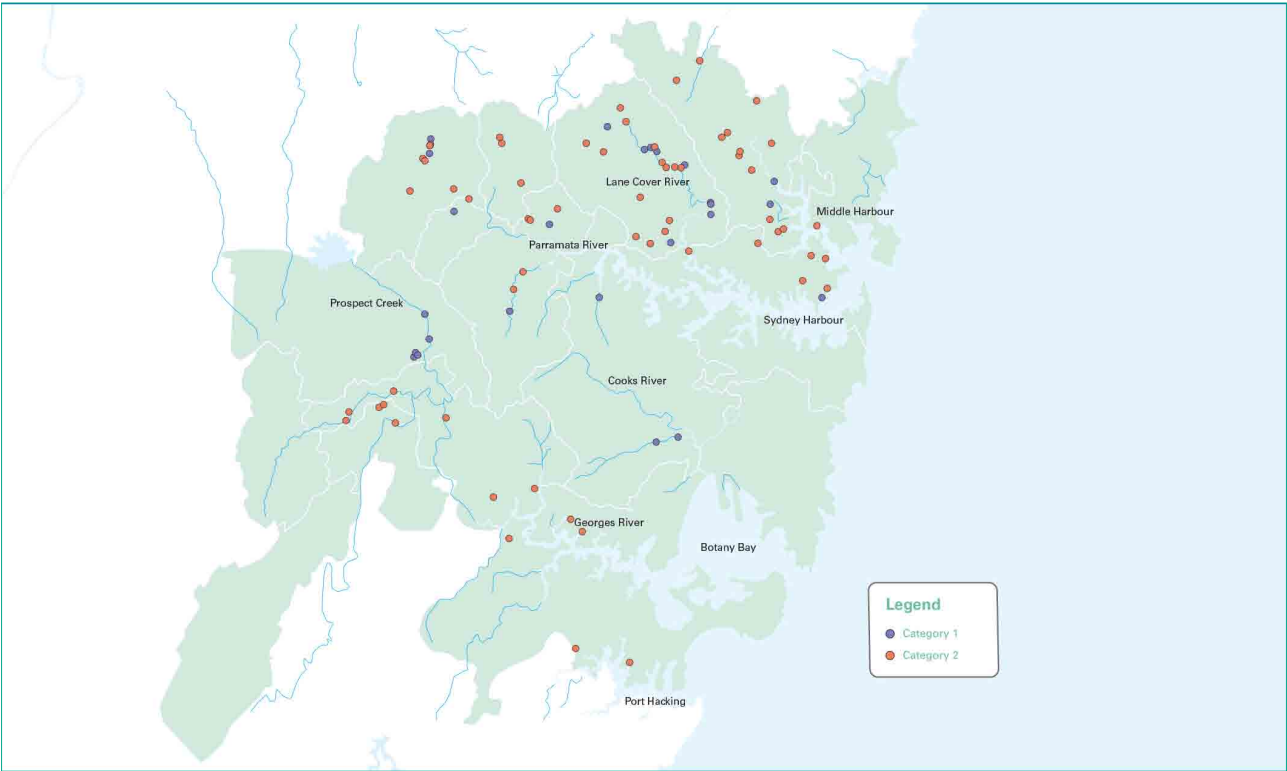 Lane Cover River
Middle Harbour
Parramata River
Prospect Creek
Sydney Harbour
Cooks River
Georges River
Botany Bay
Legend
Category 1
Category 2
Port Hacking